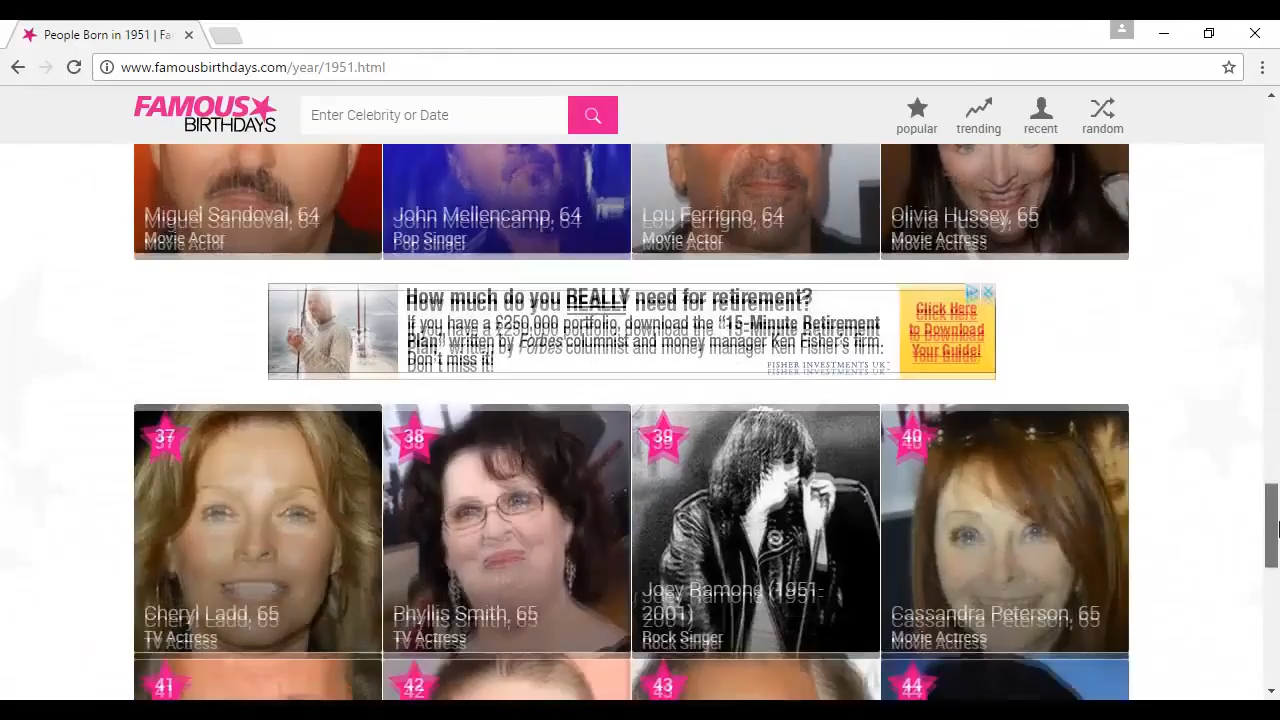 People Born in 1951 | Fa
www.famousbirthdays.com/year/1951.html
FAMOUS
BIRTHDAYS
Enter Celebrity or Date
popular
trending
recent
random
Miguel Sandoval, 64
Movie Actor
John Mellencamp, 64
Pop Singer
Lou Ferrigno, 64
Movie Actor
Olivia Hussey, 65
Movie Actress
How much do you REALLY need for retirement?
If you have a £250,000 portfolio, download the “15-Minute Retirement
Plan,” written by Forbes columnist and money manager Ken Fisher's firm.
Don't miss it!
FISHER INVESTMENTS UK
Click Here
to Download
Your Guide!
37
Cheryl Ladd, 65
TV Actress
38
Phyllis Smith, 65
TV Actress
39
Joey Ramone (1951-
2001)
Rock Singer
40
Cassandra Peterson, 65
Movie Actress
41
42
43
44